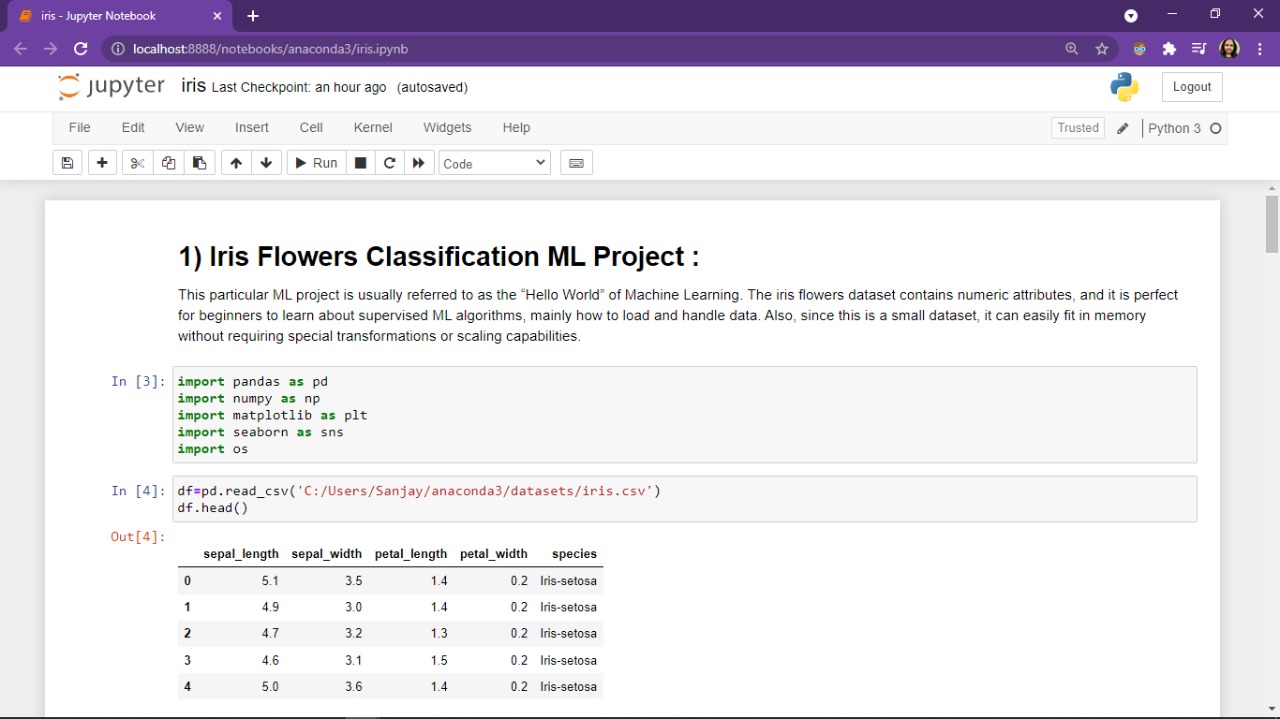 iris - Jupyter Notebook
localhost:8888/notebooks/anaconda3/iris.ipynb
jupyter iris Last Checkpoint: an hour ago (autosaved) Logout
File Edit View Insert Cell Kernel Widgets Help Trusted Python 3
Run Code
1) Iris Flowers Classification ML Project :
This particular ML project is usually referred to as the “Hello World” of Machine Learning. The iris flowers dataset contains numeric attributes, and it is perfect
for beginners to learn about supervised ML algorithms, mainly how to load and handle data. Also, since this is a small dataset, it can easily fit in memory
without requiring special transformations or scaling capabilities.
In [3]: import pandas as pd
import numpy as np
import matplotlib as plt
import seaborn as sns
import os
In [4]: df=pd.read_csv('C:/Users/Sanjay/anaconda3/datasets/iris.csv')
df.head()
Out[4]:
sepal_length sepal_width petal_length petal_width species
0 5.1 3.5 1.4 0.2 Iris-setosa
1 4.9 3.0 1.4 0.2 Iris-setosa
2 4.7 3.2 1.3 0.2 Iris-setosa
3 4.6 3.1 1.5 0.2 Iris-setosa
4 5.0 3.6 1.4 0.2 Iris-setosa